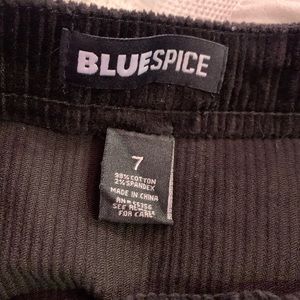 BLUESPICE
7
98% COTTON
2% SPANDEX
MADE IN CHINA
SEE REVERSE
FOR CARE